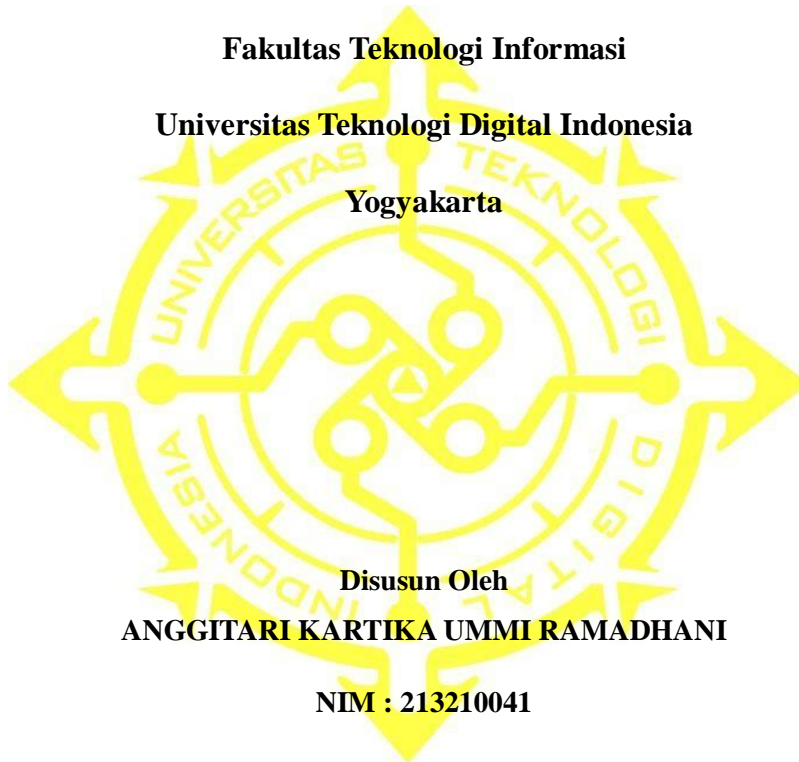 Fakultas Teknologi Informasi
Universitas Teknologi Digital Indonesia
Yogyakarta
UNIVERSITAS TEKNOLOGI DIGITAL INDONESIA
Disusun Oleh
ANGGITARI KARTIKA UMMI RAMADHANI
NIM : 213210041